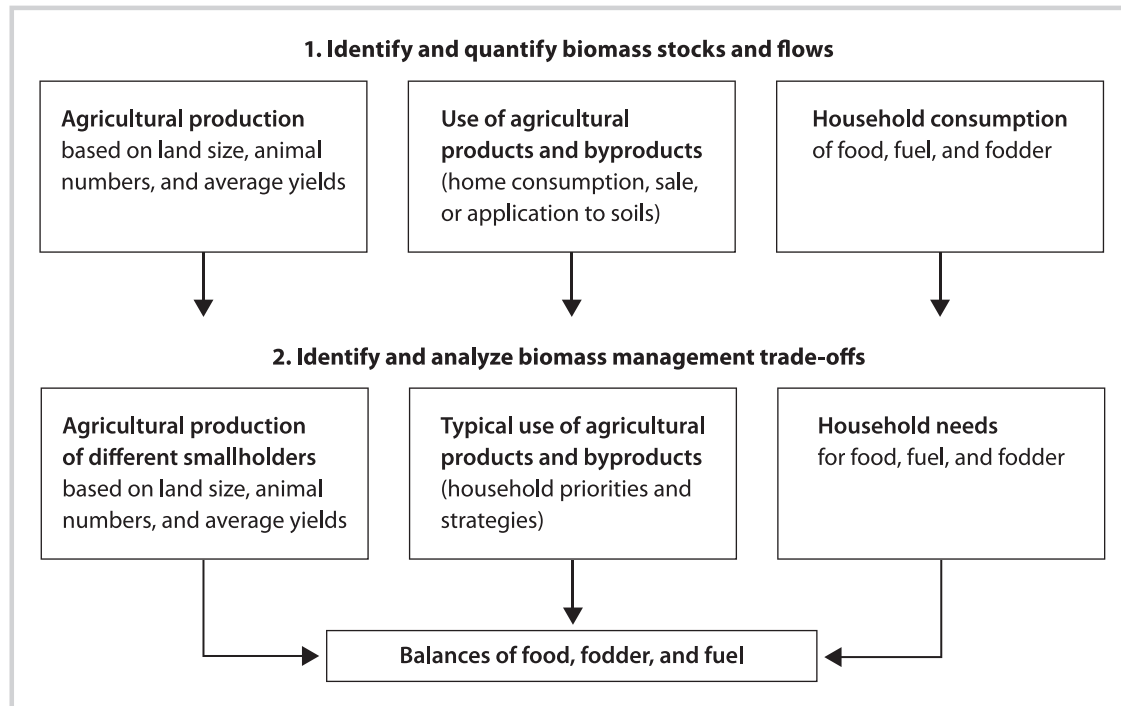 1. Identify and quantify biomass stocks and flows
Agricultural production
based on land size, animal
numbers, and average yields
Use of agricultural
products and byproducts
(home consumption, sale,
or application to soils)
Household consumption
of food, fuel, and fodder
2. Identify and analyze biomass management trade-offs
Agricultural production
of different smallholders
based on land size, animal
numbers, and average yields
Typical use of agricultural
products and byproducts
(household priorities and
strategies)
Household needs
for food, fuel, and fodder
Balances of food, fodder, and fuel